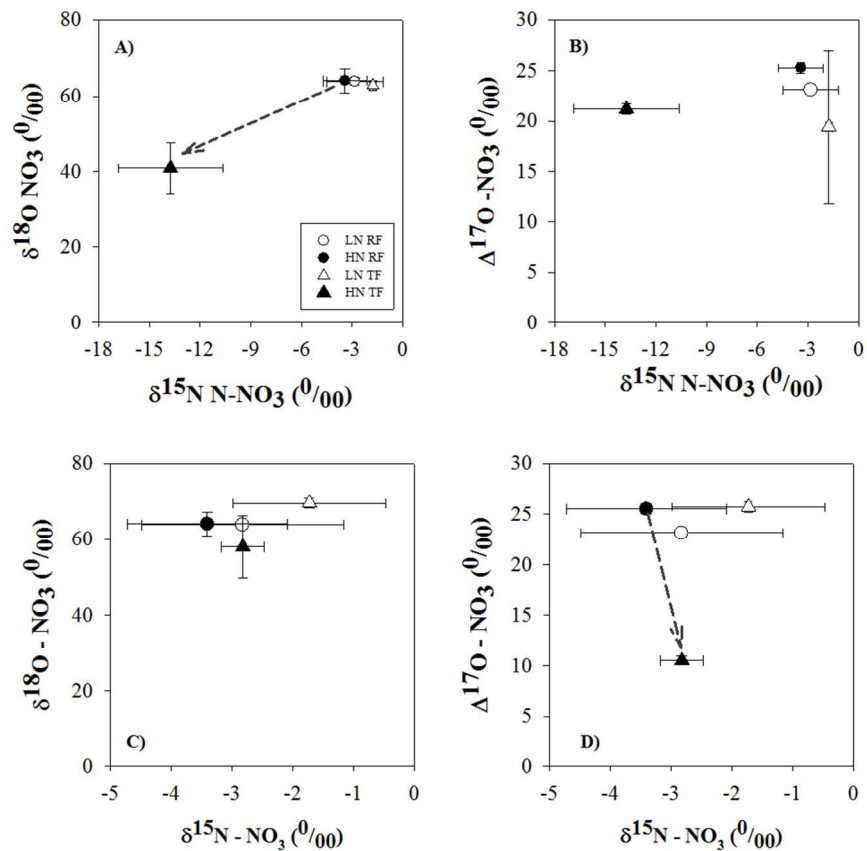 A)
80
60
40
20
0
δ18O NO3 (0/00)
LN RF
HN RF
LN TF
HN TF
-18 -15 -12 -9 -6 -3 0
δ15N N-NO3 (0/00)
B)
30
25
20
15
10
5
0
Δ17O -NO3 (0/00)
-18 -15 -12 -9 -6 -3 0
δ15N N-NO3 (0/00)
80
60
40
20
0
δ18O - NO3 (0/00)
C)
-5 -4 -3 -2 -1 0
δ15N - NO3 (0/00)
30
25
20
15
10
5
0
Δ17O - NO3 (0/00)
D)
-5 -4 -3 -2 -1 0
δ15N - NO3 (0/00)